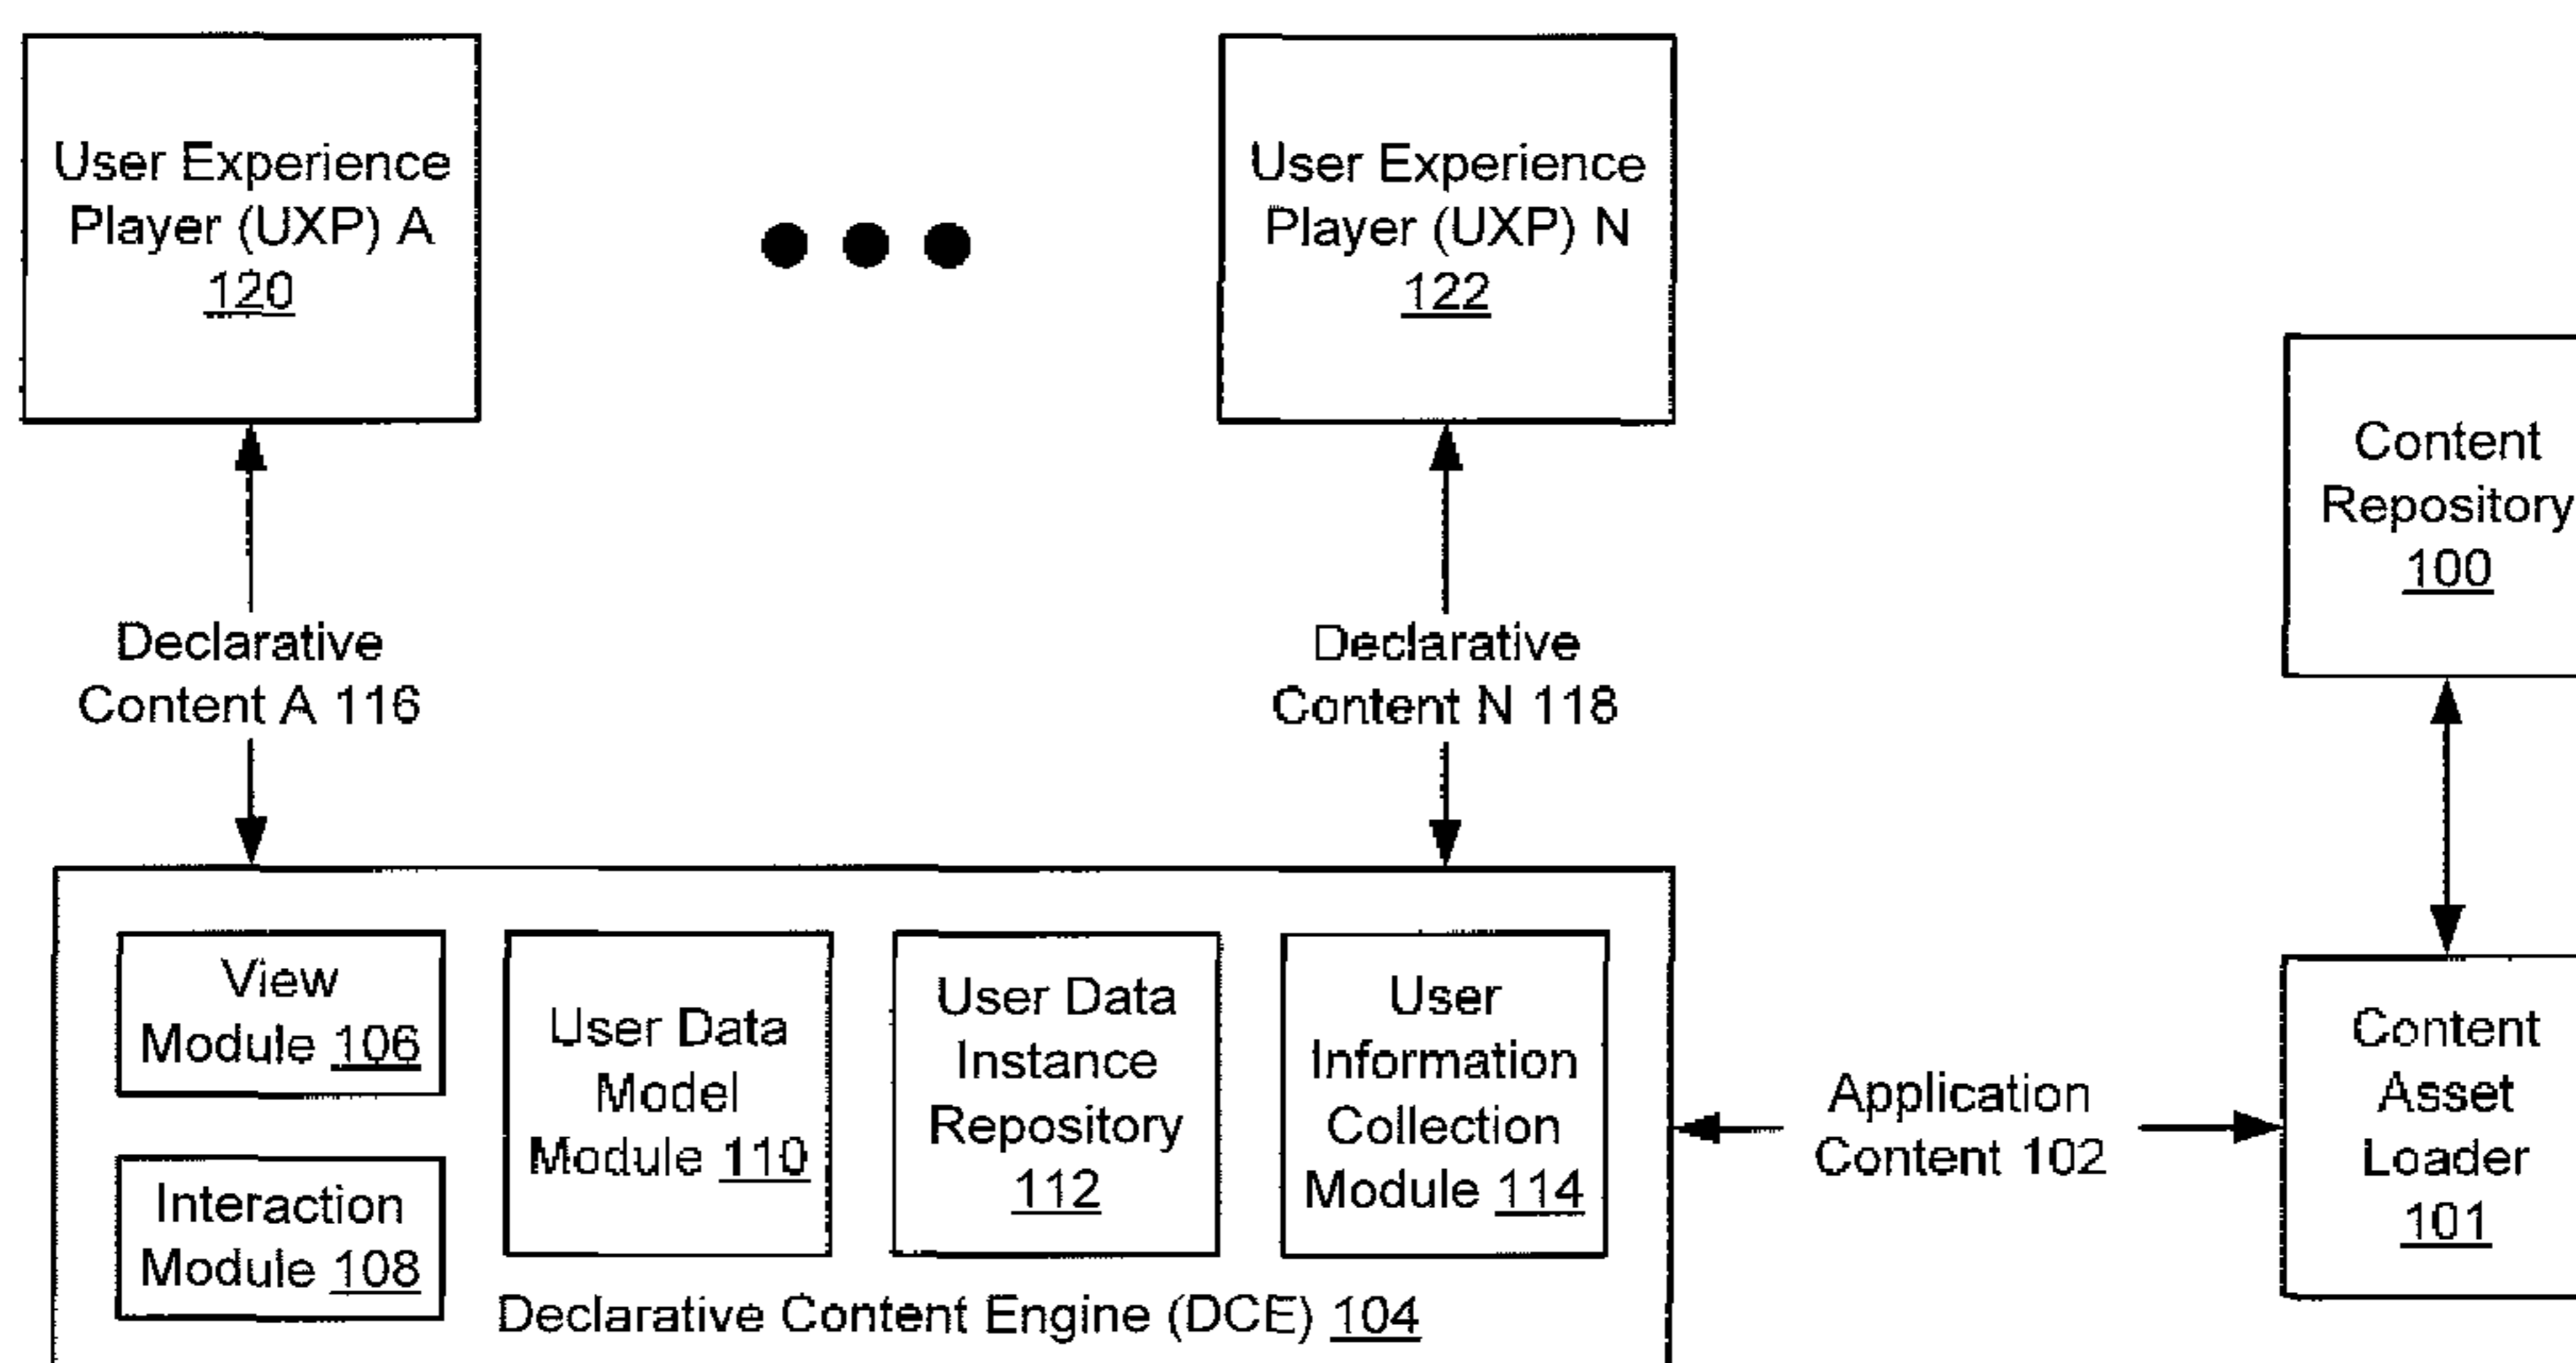 User Experience
Player (UXP) A
120
User Experience
Player (UXP) N
122
Content
Repository
100
Declarative
Content A 116
Declarative
Content N 118
View
Module 106
Interaction
Module 108
User Data
Model
Module 110
User Data
Instance
Repository
112
User
Information
Collection
Module 114
Declarative Content Engine (DCE) 104
Application
Content 102
Content
Asset
Loader
101